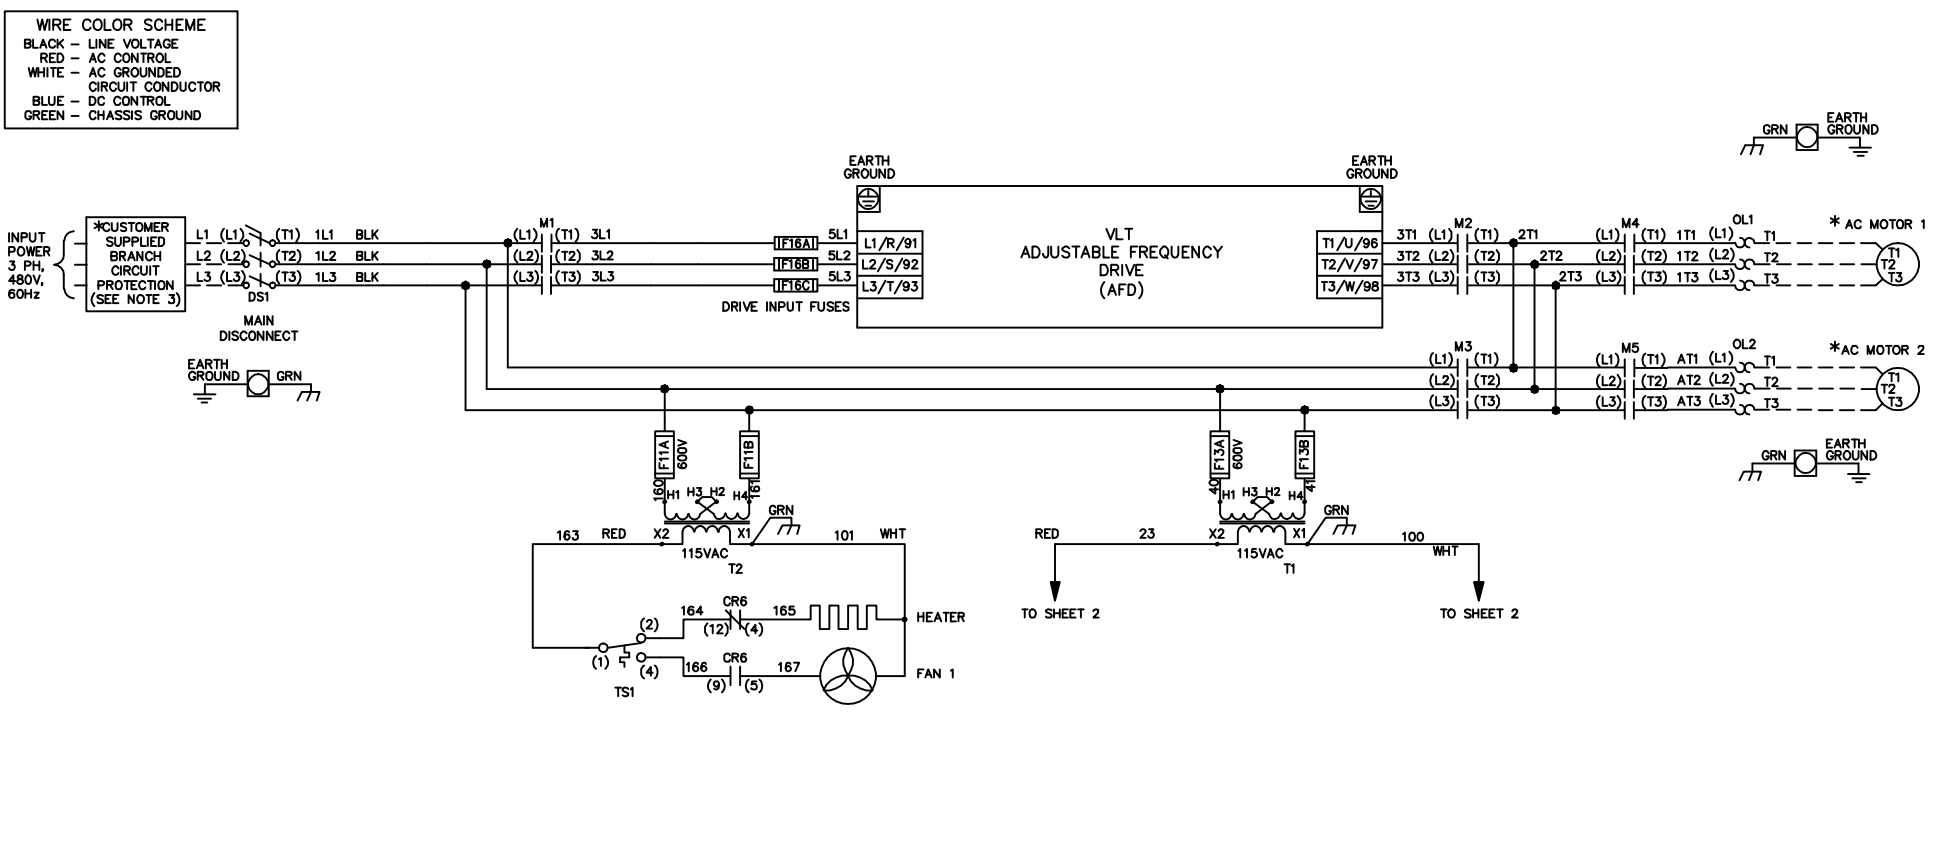 WIRE COLOR SCHEME
BLACK – LINE VOLTAGE
RED – AC CONTROL
WHITE – AC GROUNDED
CIRCUIT CONDUCTOR
BLUE – DC CONTROL
GREEN – CHASSIS GROUND
INPUT
POWER
3 PH,
480V,
60Hz
*CUSTOMER
SUPPLIED
BRANCH
CIRCUIT
PROTECTION
(SEE NOTE 3)
L1 (L1) (T1) 1L1 BLK
L2 (L2) (T2) 1L2 BLK
L3 (L3) (T3) 1L3 BLK
DS1
MAIN
DISCONNECT
EARTH
GROUND
GRN
M1
(L1) (T1) 3L1
(L2) (T2) 3L2
(L3) (T3) 3L3
F16A 5L1
F16B 5L2
F16C 5L3
DRIVE INPUT FUSES
EARTH
GROUND
L1/R/91
L2/S/92
L3/T/93
VLT
ADJUSTABLE FREQUENCY
DRIVE
(AFD)
EARTH
GROUND
T1/U/96
T2/V/97
T3/W/98
M2
3T1 (L1) (T1) 2T1
3T2 (L2) (T2) 2T2
3T3 (L3) (T3) 2T3
M4
(L1) (T1) 1T1 (L1) T1
(L2) (T2) 1T2 (L2) T2
(L3) (T3) 1T3 (L3) T3
OL1
* AC MOTOR 1
T1
T2
T3
GRN
EARTH
GROUND
M3
(L1) (T1)
(L2) (T2)
(L3) (T3)
M5
(L1) (T1) AT1 (L1) T1
(L2) (T2) AT2 (L2) T2
(L3) (T3) AT3 (L3) T3
OL2
*AC MOTOR 2
T1
T2
T3
GRN
EARTH
GROUND
F11A
600V
F11B
160
161
H1 H3 H2 H4
GRN
163 RED X2 X1 101 WHT
115VAC
T2
F13A
600V
F13B
40
41
H1 H3 H2 H4
GRN
RED 23 X2 X1 100
WHT
115VAC
T1
TO SHEET 2
TO SHEET 2
CR6
164 165
(12) (4)
HEATER
(2)
(1)
(4)
TS1
CR6
166 167
(9) (5)
FAN 1